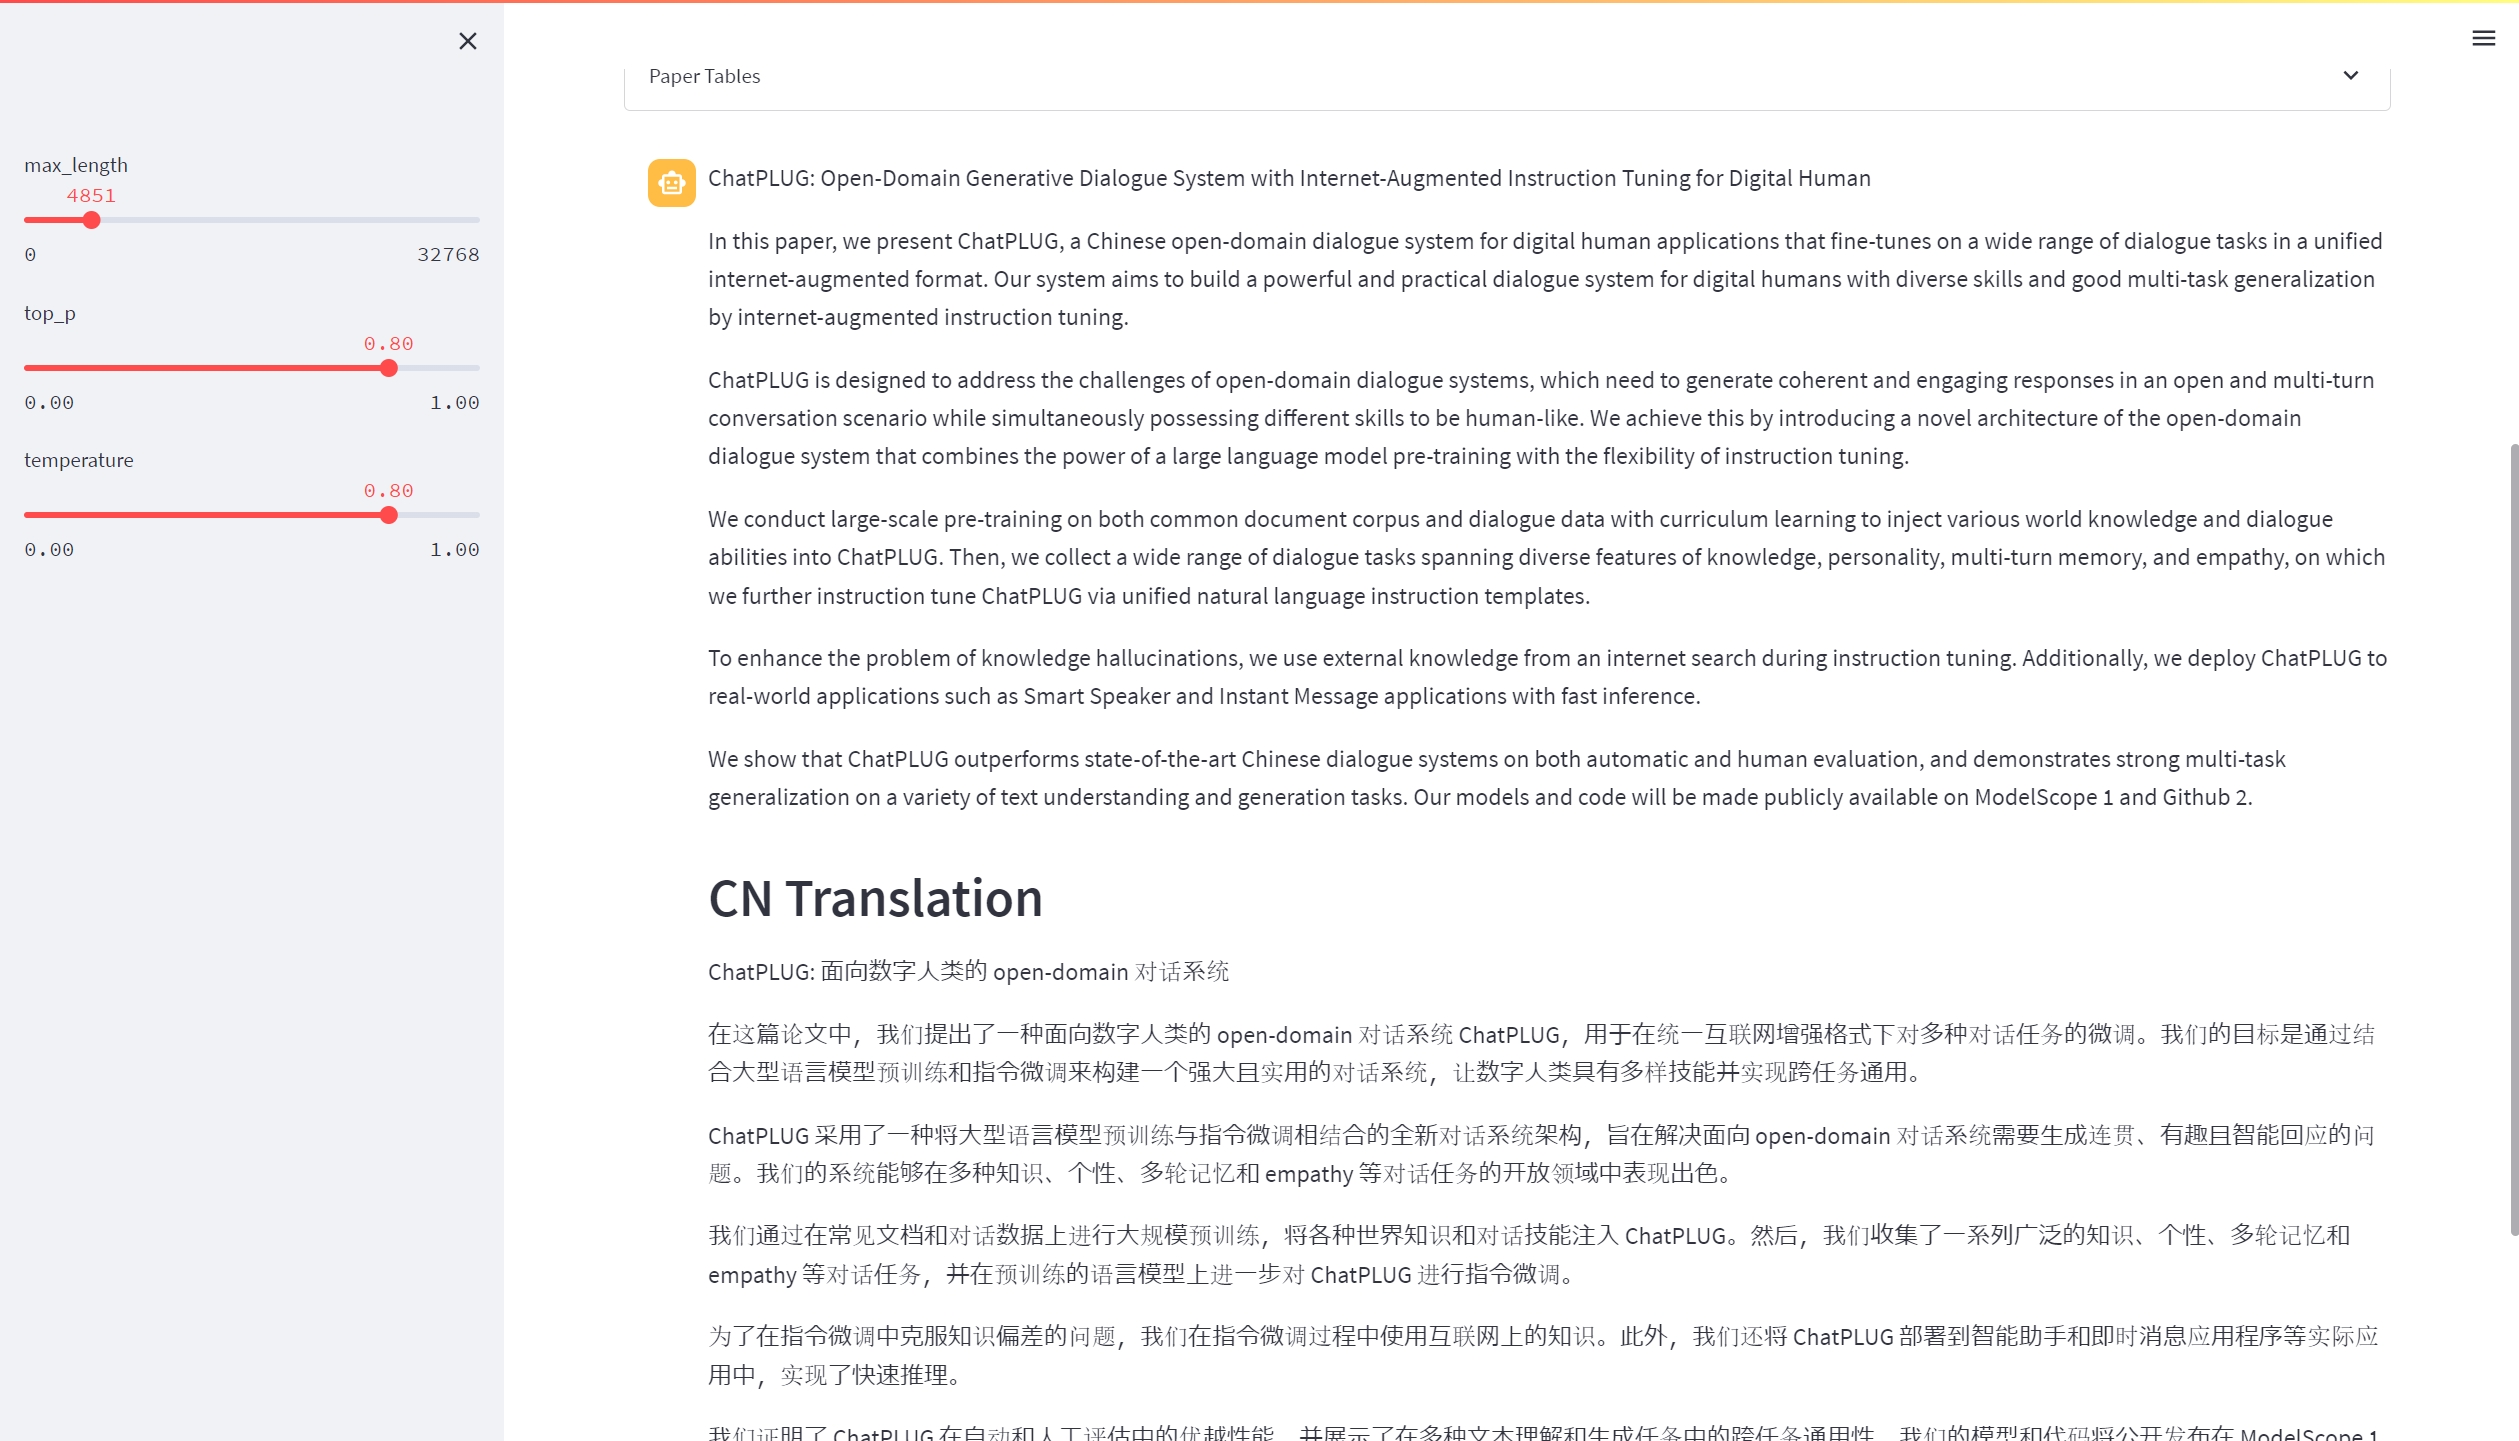 max_length
4851
0 32768
top_p
0.80
0.00 1.00
temperature
0.80
0.00 1.00
Paper Tables
ChatPLUG: Open-Domain Generative Dialogue System with Internet-Augmented Instruction Tuning for Digital Human
In this paper, we present ChatPLUG, a Chinese open-domain dialogue system for digital human applications that fine-tunes on a wide range of dialogue tasks in a unified
internet-augmented format. Our system aims to build a powerful and practical dialogue system for digital humans with diverse skills and good multi-task generalization
by internet-augmented instruction tuning.
ChatPLUG is designed to address the challenges of open-domain dialogue systems, which need to generate coherent and engaging responses in an open and multi-turn
conversation scenario while simultaneously possessing different skills to be human-like. We achieve this by introducing a novel architecture of the open-domain
dialogue system that combines the power of a large language model pre-training with the flexibility of instruction tuning.
We conduct large-scale pre-training on both common document corpus and dialogue data with curriculum learning to inject various world knowledge and dialogue
abilities into ChatPLUG. Then, we collect a wide range of dialogue tasks spanning diverse features of knowledge, personality, multi-turn memory, and empathy, on which
we further instruction tune ChatPLUG via unified natural language instruction templates.
To enhance the problem of knowledge hallucinations, we use external knowledge from an internet search during instruction tuning. Additionally, we deploy ChatPLUG to
real-world applications such as Smart Speaker and Instant Message applications with fast inference.
We show that ChatPLUG outperforms state-of-the-art Chinese dialogue systems on both automatic and human evaluation, and demonstrates strong multi-task
generalization on a variety of text understanding and generation tasks. Our models and code will be made publicly available on ModelScope 1 and Github 2.
CN Translation
ChatPLUG: 面向数字人类的 open-domain 对话系统
在这篇论文中，我们提出了一种面向数字人类的 open-domain 对话系统 ChatPLUG，用于在统一互联网增强格式下对多种对话任务的微调。我们的目标是通过结
合大型语言模型预训练和指令微调来构建一个强大且实用的对话系统，让数字人类具有多样技能并实现跨任务通用。
ChatPLUG 采用了一种将大型语言模型预训练与指令微调相结合的全新对话系统架构，旨在解决面向 open-domain 对话系统需要生成连贯、有趣且智能回应的问
题。我们的系统能够在多种知识、个性、多轮记忆和 empathy 等对话任务的开放领域中表现出色。
我们通过在常见文档和对话数据上进行大规模预训练，将各种世界知识和对话技能注入 ChatPLUG。然后，我们收集了一系列广泛的知识、个性、多轮记忆和
empathy 等对话任务，并在预训练的语言模型上进一步对 ChatPLUG 进行指令微调。
为了在指令微调中克服知识偏差的问题，我们在指令微调过程中使用互联网上的知识。此外，我们还将 ChatPLUG 部署到智能助手和即时消息应用程序等实际应
用中，实现了快速推理。
我们证明了 ChatPLUG 在自动和人工评估中的优越性能，并展示了在多种文本理解和生成任务中的跨任务通用性。我们的模型和代码将公开发布在 ModelScope 1